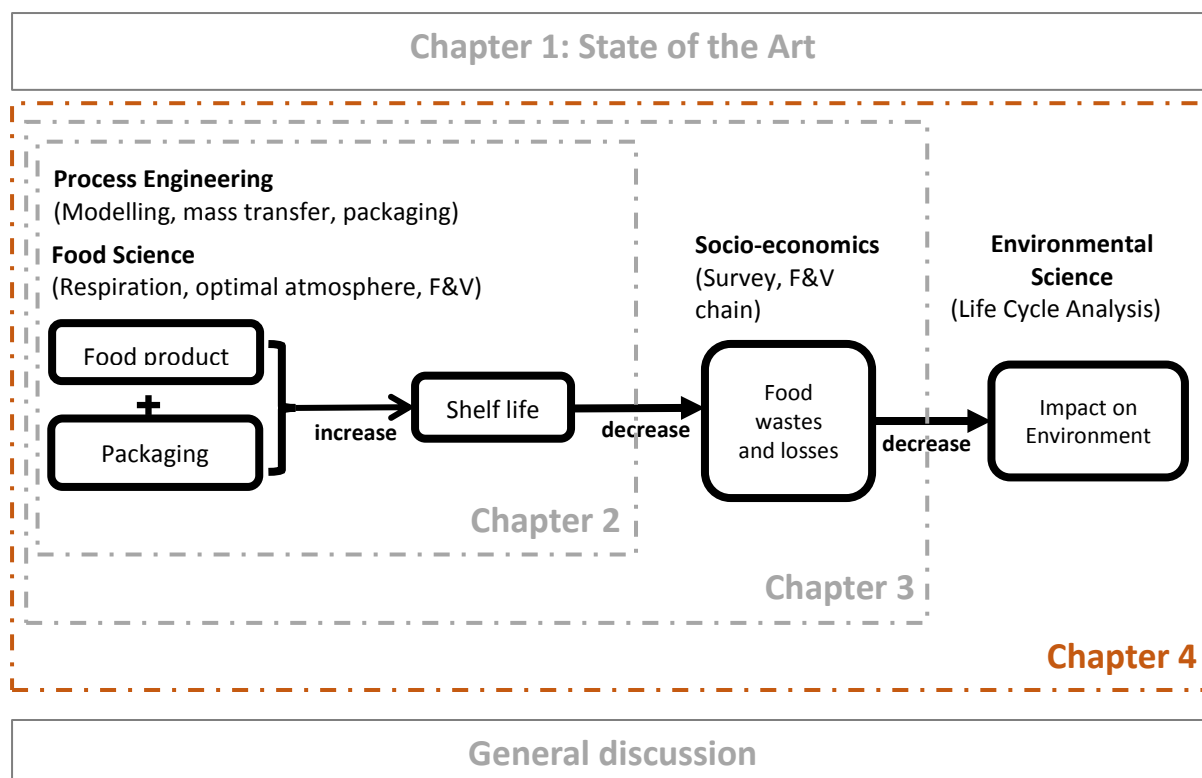 Chapter 1: State of the Art
Process Engineering
(Modelling, mass transfer, packaging)
Food Science
(Respiration, optimal atmosphere, F&V)
Food product
+
Packaging
increase
Shelf life
decrease
Socio-economics
(Survey, F&V
chain)
Food
wastes
and losses
decrease
Environmental
Science
(Life Cycle Analysis)
Impact on
Environment
Chapter 2
Chapter 3
Chapter 4
General discussion